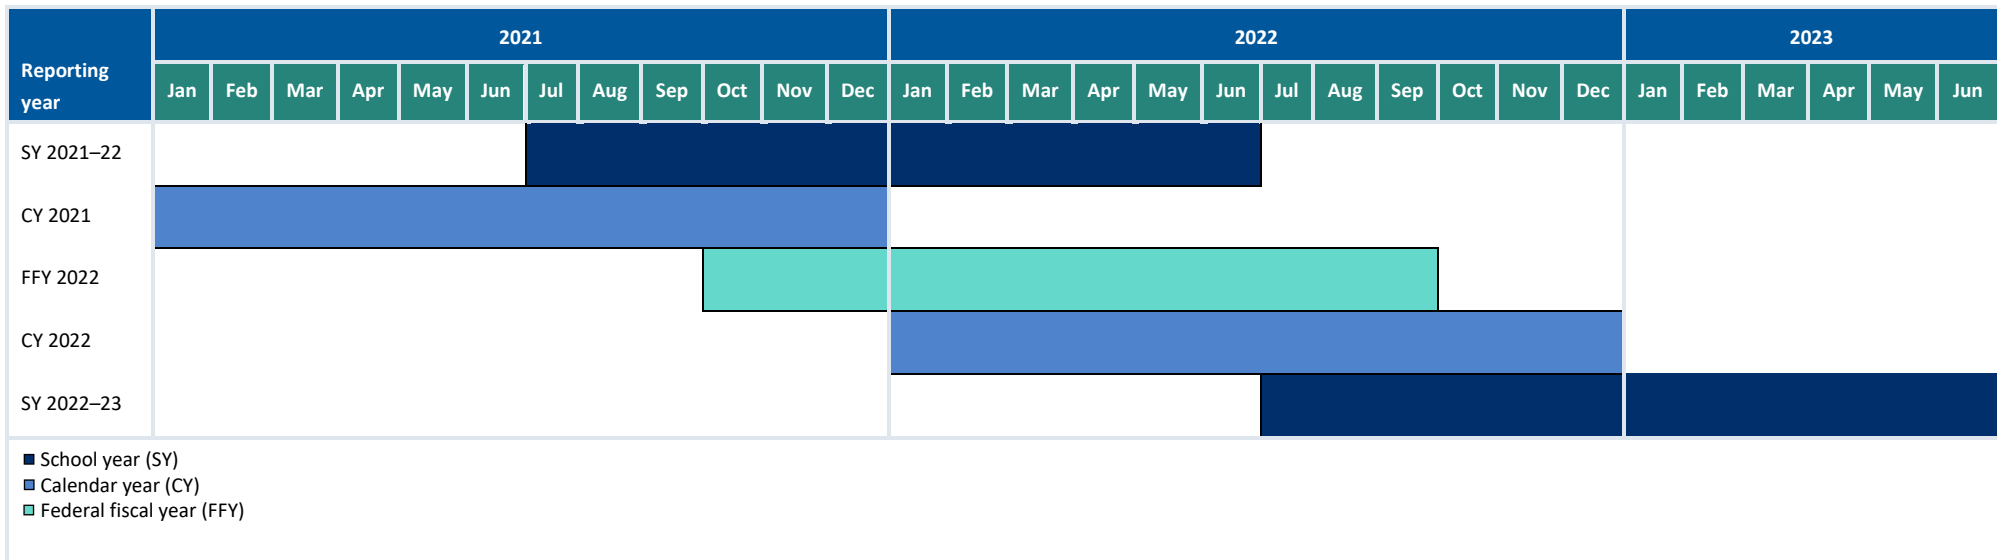 2021 2022 2023
Reporting
year
Jan Feb Mar Apr May Jun Jul Aug Sep Oct Nov Dec Jan Feb Mar Apr May Jun Jul Aug Sep Oct Nov Dec Jan Feb Mar Apr May Jun
SY 2021–22
CY 2021
FFY 2022
CY 2022
SY 2022–23
School year (SY)
Calendar year (CY)
Federal fiscal year (FFY)